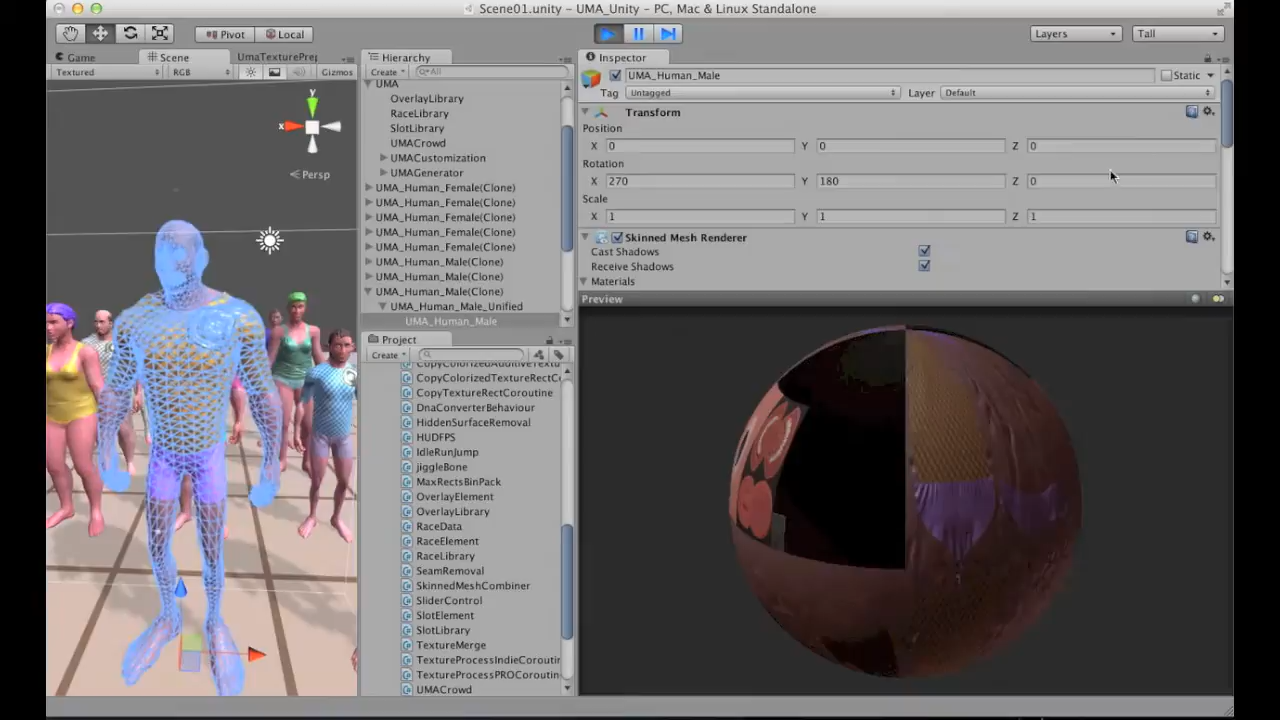 Scene01.unity - UMA_Unity - PC, Mac & Linux Standalone
Pivot
Local
Layers
Tall
Game
Scene
UmaTexturePre
Textured
RGB
Gizmos
y
x
Persp
Hierarchy
Create
All
UMA
OverlayLibrary
RaceLibrary
SlotLibrary
UMACrowd
UMACustomization
UMAGenerator
UMA_Human_Female(Clone)
UMA_Human_Female(Clone)
UMA_Human_Female(Clone)
UMA_Human_Female(Clone)
UMA_Human_Female(Clone)
UMA_Human_Male(Clone)
UMA_Human_Male(Clone)
UMA_Human_Male(Clone)
UMA_Human_Male_Unified
UMA_Human_Male
Project
Create
CopyColorizedAdditiveTextu
CopyColorizedTextureRectCo
CopyTextureRectCoroutine
DnaConverterBehaviour
HiddenSurfaceRemoval
HUDFPS
IdleRunJump
jiggleBone
MaxRectsBinPack
OverlayElement
OverlayLibrary
RaceData
RaceElement
RaceLibrary
SeamRemoval
SkinnedMeshCombiner
SliderControl
SlotElement
SlotLibrary
TextureMerge
TextureProcessIndieCoroutin
TextureProcessPROCoroutin
UMACrowd
Inspector
UMA_Human_Male
Static
Tag Untagged Layer Default
Transform
Position
X 0 Y 0 Z 0
Rotation
X 270 Y 180 Z 0
Scale
X 1 Y 1 Z 1
Skinned Mesh Renderer
Cast Shadows
Receive Shadows
Materials
Preview